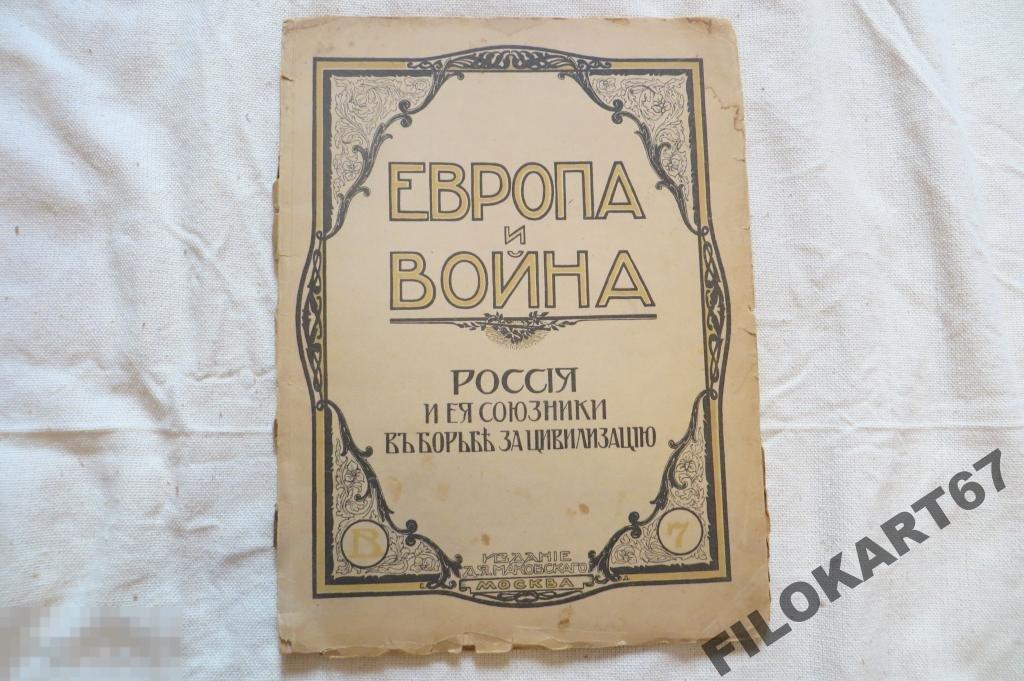 ЕВРОПА
и
ВОЙНА
РОССІЯ
И ЕЯ СОЮЗНИКИ
ВЪ БОРЬБѢ ЗА ЦИВИЛИЗАЦІЮ
В 7
ИЗДАНІЕ
Д.Я.МАКОВСКАГО
МОСКВА
FILOKART67